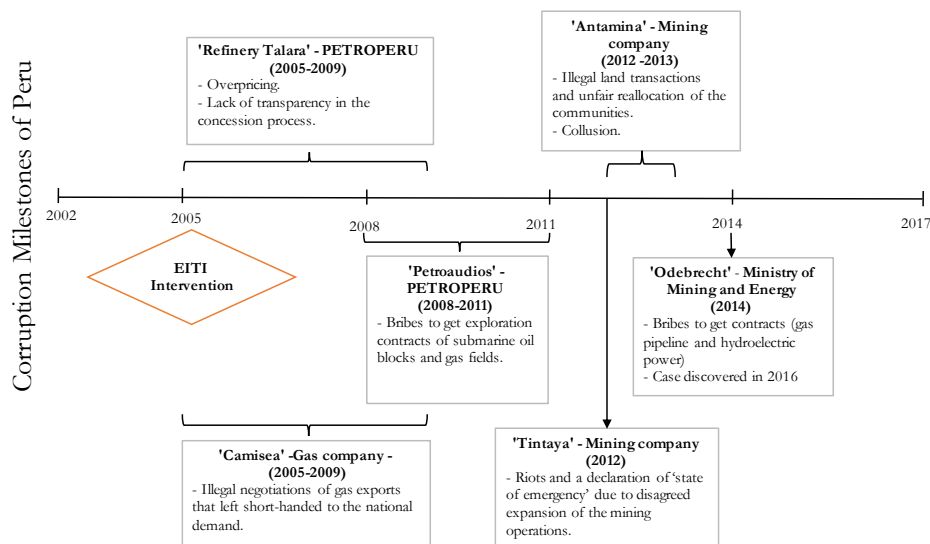 Corruption Milestones of Peru
'Refinery Talara' - PETROPERU
(2005-2009)
- Overpricing.
- Lack of transparency in the
concession process.
'Antamina' - Mining
company
(2012 -2013)
- Illegal land transactions
and unfair reallocation of the
communities.
- Collusion.
2002
2005
2008
2011
2014
2017
EITI
Intervention
'Petroaudios' -
PETROPERU
(2008-2011)
- Bribes to get exploration
contracts of submarine oil
blocks and gas fields.
'Odebrecht' - Ministry of
Mining and Energy
(2014)
- Bribes to get contracts (gas
pipeline and hydroelectric
power)
- Case discovered in 2016
'Camisea' -Gas company -
(2005-2009)
- Illegal negotiations of gas exports
that left short-handed to the national
demand.
'Tintaya' - Mining company
(2012)
- Riots and a declaration of ‘state
of emergency’ due to disagreed
expansion of the mining
operations.